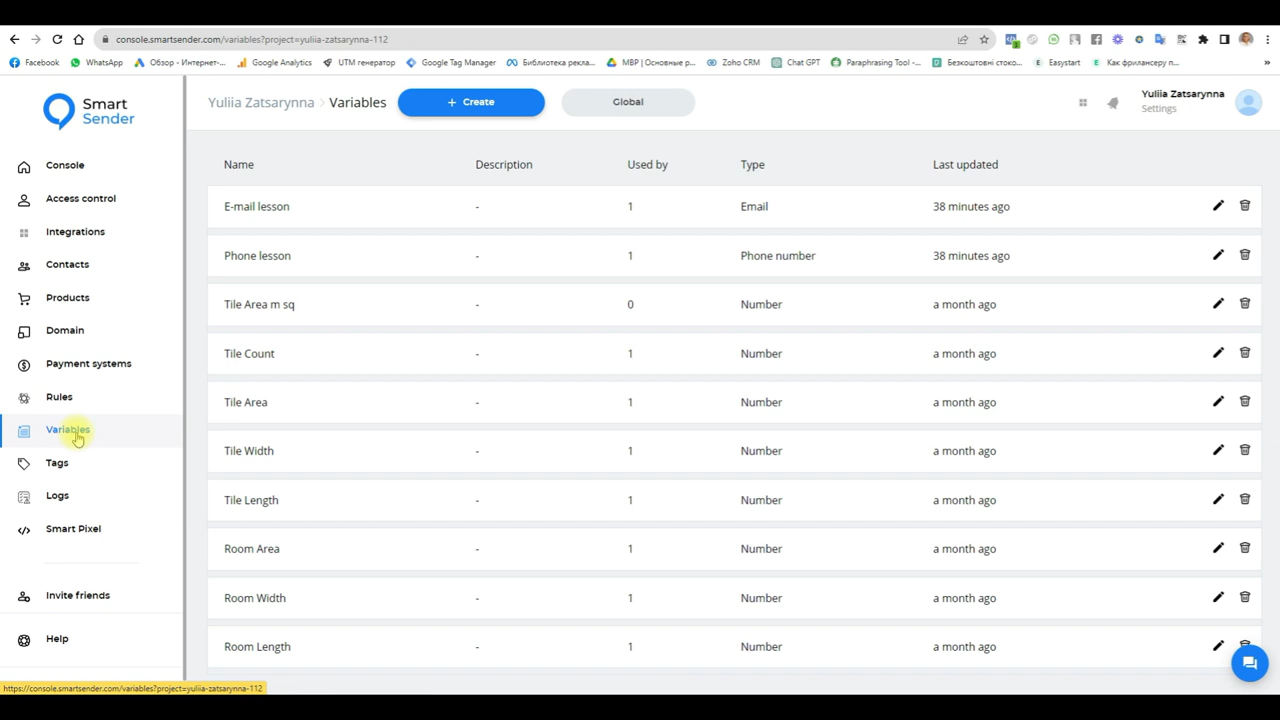 console.smartsender.com/variables?project=yuliia-zatsarynna-112
Facebook
WhatsApp
Обзор - Интернет-...
Google Analytics
UTM генератор
Google Tag Manager
Библиотека рекла...
МВР | Основные р...
Zoho CRM
Chat GPT
Paraphrasing Tool -...
Безкоштовні стоко...
Easystart
Как фрилансеру п...
Smart
Sender
Yuliia Zatsarynna > Variables
+ Create
Global
Yuliia Zatsarynna
Settings
Console
Access control
Integrations
Contacts
Products
Domain
Payment systems
Rules
Variables
Tags
Logs
Smart Pixel
Invite friends
Help
Name Description Used by Type Last updated
E-mail lesson - 1 Email 38 minutes ago
Phone lesson - 1 Phone number 38 minutes ago
Tile Area m sq - 0 Number a month ago
Tile Count - 1 Number a month ago
Tile Area - 1 Number a month ago
Tile Width - 1 Number a month ago
Tile Length - 1 Number a month ago
Room Area - 1 Number a month ago
Room Width - 1 Number a month ago
Room Length - 1 Number a month ago
https://console.smartsender.com/variables?project=yuliia-zatsarynna-112